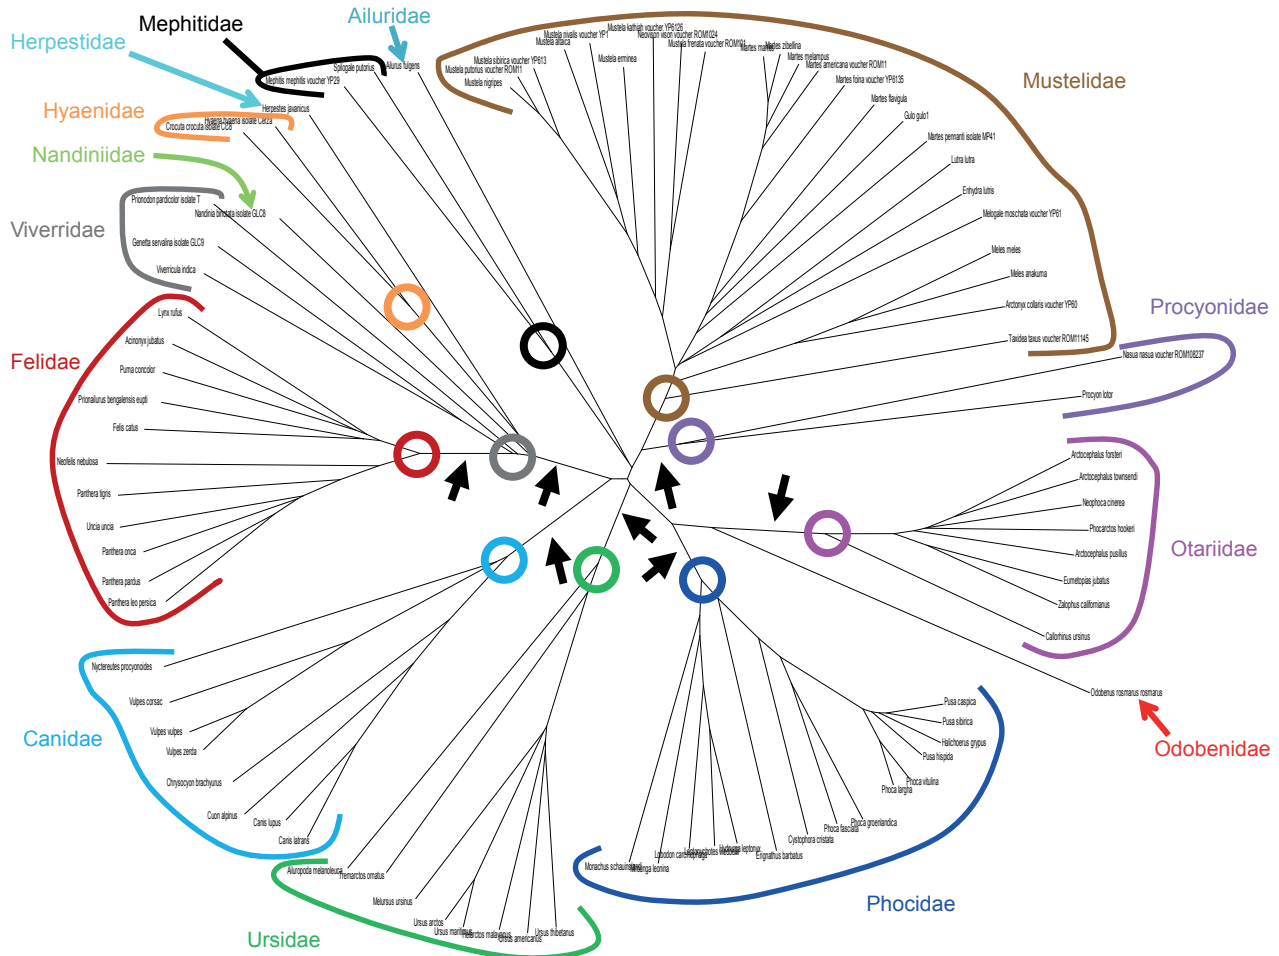 Ailuridae
Mephitidae
Herpestidae
Hyaenidae
Nandiniidae
Viverridae
Felidae
Canidae
Ursidae
Phocidae
Odobenidae
Otariidae
Procyonidae
Mustelidae
Ailurus fulgens
Spilogale putorius
Mephitis mephitis voucher YP29
Herpestes javanicus
Crocuta crocuta isolate CC8
Prionodon pardicolor isolate T
Nandinia binotata isolate GLC8
Genetta servalina isolate GLC9
Viverricula indica
Lynx rufus
Acinonyx jubatus
Puma concolor
Prionailurus bengalensis eupti
Felis catus
Neofelis nebulosa
Panthera tigris
Uncia uncia
Panthera onca
Panthera pardus
Panthera leo persica
Nyctereutes procyonoides
Vulpes corsac
Vulpes vulpes
Vulpes zerda
Chrysocyon brachyurus
Cuon alpinus
Canis lupus
Canis latrans
Ailuropoda melanoleuca
Tremarctos ornatus
Melursus ursinus
Ursus arctos
Ursus maritimus
Helarctos malayanus
Ursus americanus
Ursus thibetanus
Monachus schauinslandi
Mirounga leonina
Lobodon carcinophaga
Leptonychotes weddellii
Hydrurga leptonyx
Erignathus barbatus
Cystophora cristata
Phoca fasciata
Phoca groenlandica
Phoca largha
Phoca vitulina
Pusa hispida
Halichoerus grypus
Pusa sibirica
Pusa caspica
Odobenus rosmarus rosmarus
Callorhinus ursinus
Zalophus californianus
Eumetopias jubatus
Arctocephalus pusillus
Phocarctos hookeri
Neophoca cinerea
Arctocephalus townsendi
Arctocephalus forsteri
Procyon lotor
Nasua nasua voucher ROM108237
Taxidea taxus voucher ROM11145
Arctonyx collaris voucher YP60
Meles anakuma
Meles meles
Melogale moschata voucher YP61
Enhydra lutris
Lutra lutra
Martes pennanti isolate MP41
Gulo gulo1
Martes flavigula
Martes foina voucher YP6135
Martes americana voucher ROM11
Martes melampus
Martes zibellina
Martes martes
Mustela frenata voucher
Neovison vison voucher ROM1024
Mustela kathiah voucher YP6126
Mustela erminea
Mustela nivalis voucher YP1
Mustela altaica
Mustela sibirica voucher YP613
Mustela putorius voucher ROM11
Mustela nigripes